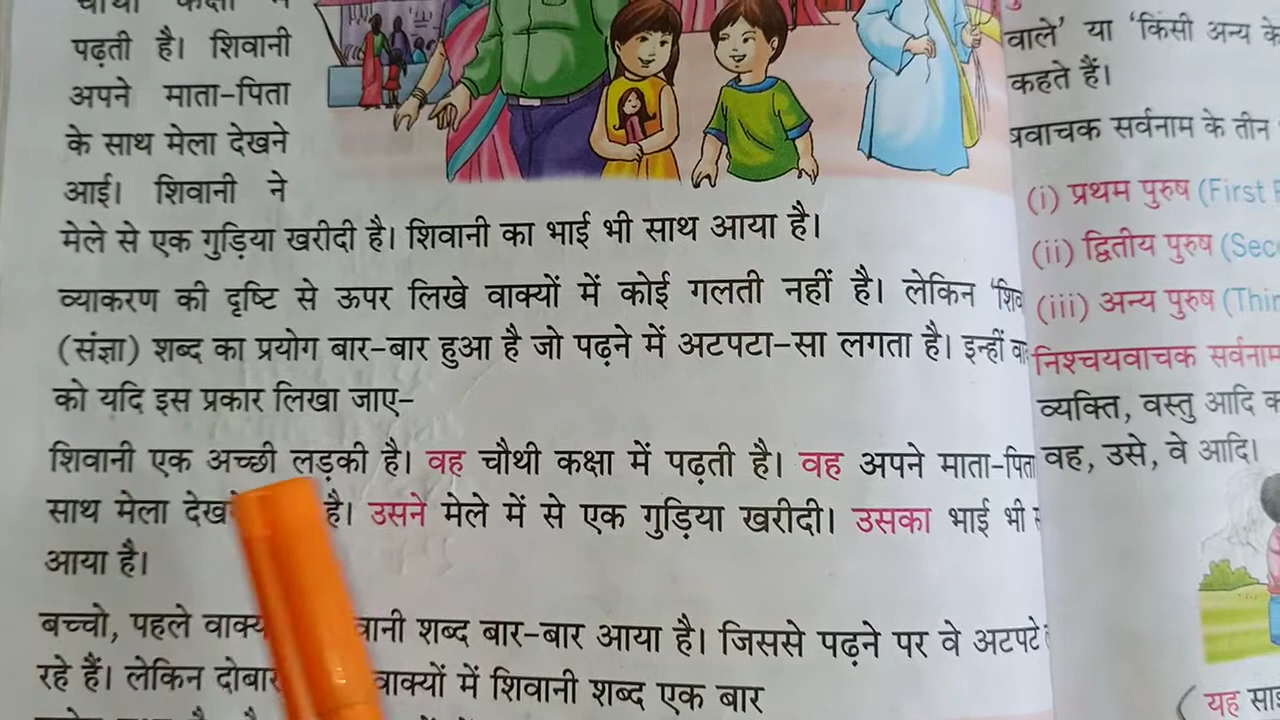 पढ़ती है। शिवानी
अपने माता-पिता
के साथ मेला देखने
आई। शिवानी ने
मेले से एक गुड़िया खरीदी है। शिवानी का भाई भी साथ आया है।
व्याकरण की दृष्टि से ऊपर लिखे वाक्यों में कोई गलती नहीं है। लेकिन
(संज्ञा) शब्द का प्रयोग बार-बार हुआ है जो पढ़ने में अटपटा-सा लगता है। इन्हीं
को यदि इस प्रकार लिखा जाए-
शिवानी एक अच्छी लड़की है। वह चौथी कक्षा में पढ़ती है। वह अपने माता-पिता
साथ मेला है। उसने मेले में से एक गुड़िया खरीदी। उसका भाई भी
आया है।
बच्चो, पहले शब्द बार-बार आया है। जिससे पढ़ने पर वे अटपटे
रहे हैं। लेकिन वाक्यों में शिवानी शब्द एक बार
वाले' या 'किसी अन्य के
कहते हैं।
सर्वनाम के तीन
(i) प्रथम पुरुष (First
(ii) द्वितीय पुरुष
(iii) अन्य पुरुष
निश्चयवाचक सर्वनाम
व्यक्ति, वस्तु आदि
वह, उसे, वे आदि।
यह